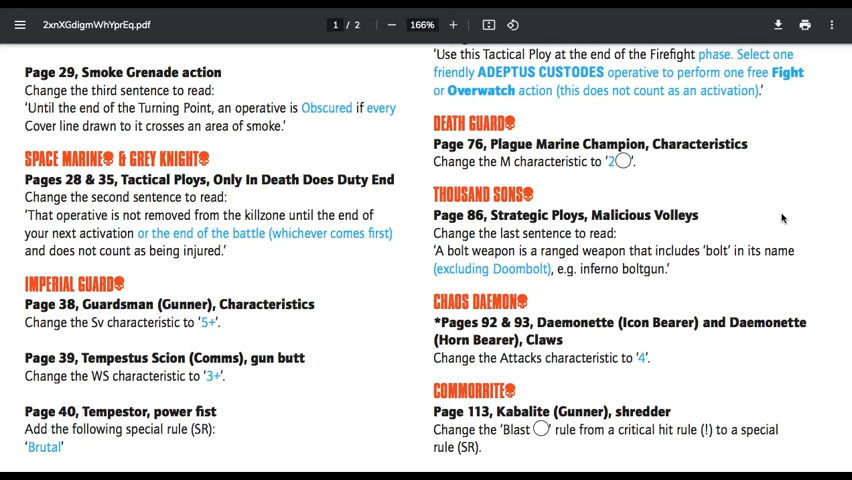 2xnXGdigmWhYprEq.pdf
1 / 2
166%
Page 29, Smoke Grenade action
Change the third sentence to read:
'Until the end of the Turning Point, an operative is Obscured if every
Cover line drawn to it crosses an area of smoke.'
SPACE MARINE & GREY KNIGHT
Pages 28 & 35, Tactical Ploys, Only In Death Does Duty End
Change the second sentence to read:
'That operative is not removed from the killzone until the end of
your next activation or the end of the battle (whichever comes first)
and does not count as being injured.'
IMPERIAL GUARD
Page 38, Guardsman (Gunner), Characteristics
Change the Sv characteristic to '5+'.
Page 39, Tempestus Scion (Comms), gun butt
Change the WS characteristic to '3+'.
Page 40, Tempestor, power fist
Add the following special rule (SR):
'Brutal'
'Use this Tactical Ploy at the end of the Firefight phase. Select one
friendly ADEPTUS CUSTODES operative to perform one free Fight
or Overwatch action (this does not count as an activation).'
DEATH GUARD
Page 76, Plague Marine Champion, Characteristics
Change the M characteristic to '2◯'.
THOUSAND SONS
Page 86, Strategic Ploys, Malicious Volleys
Change the last sentence to read:
'A bolt weapon is a ranged weapon that includes 'bolt' in its name
(excluding Doombolt), e.g. inferno boltgun.'
CHAOS DAEMON
*Pages 92 & 93, Daemonette (Icon Bearer) and Daemonette
(Horn Bearer), Claws
Change the Attacks characteristic to '4'.
COMMORRITE
Page 113, Kabalite (Gunner), shredder
Change the 'Blast ◯' rule from a critical hit rule (!) to a special
rule (SR).